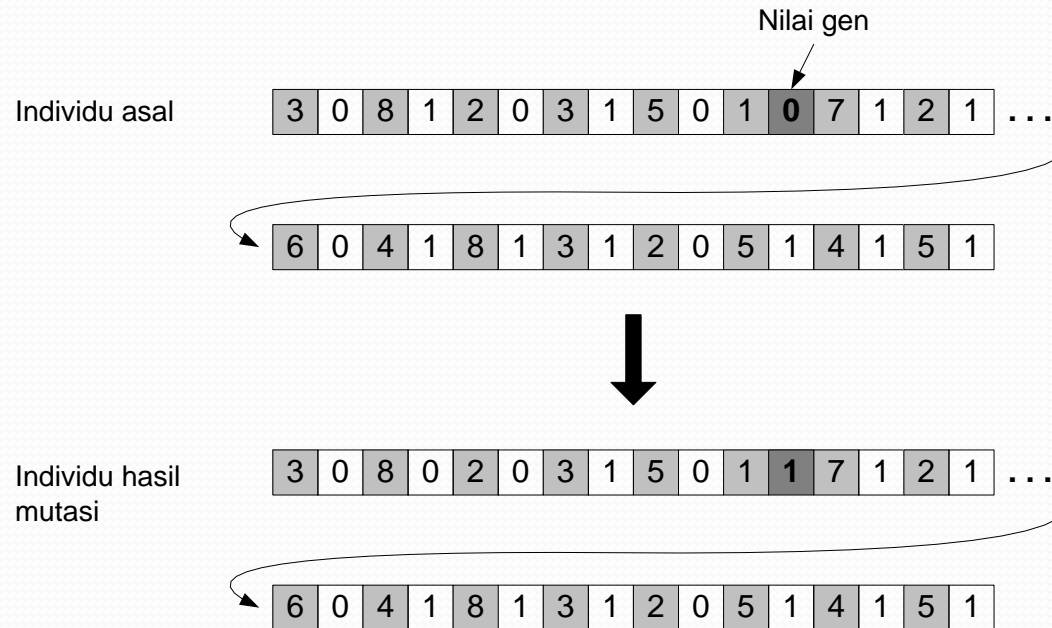 Nilai gen
Individu asal
3 0 8 1 2 0 3 1 5 0 1 0 7 1 2 1 ...
6 0 4 1 8 1 3 1 2 0 5 1 4 1 5 1
Individu hasil
mutasi
3 0 8 0 2 0 3 1 5 0 1 1 7 1 2 1 ...
6 0 4 1 8 1 3 1 2 0 5 1 4 1 5 1